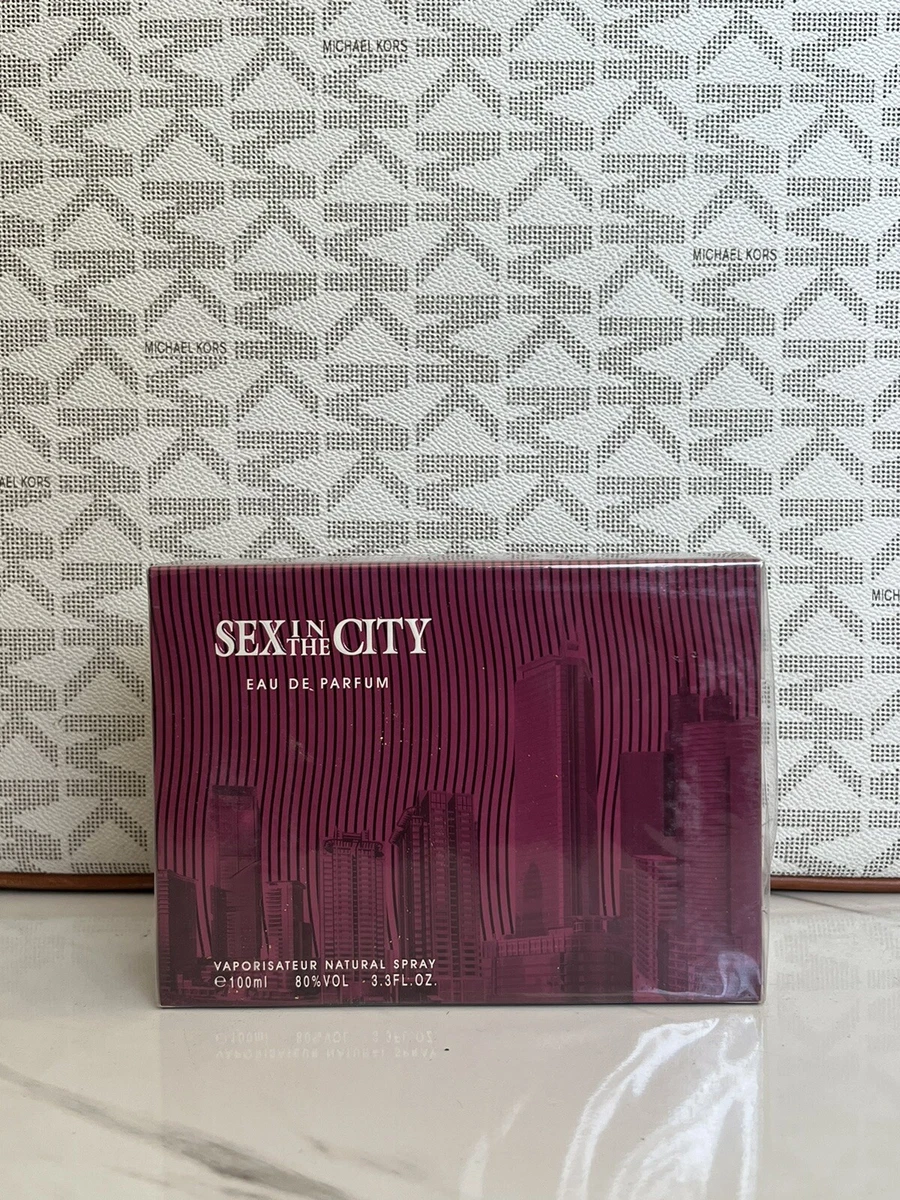 MICHAEL KORS
MICHAEL KORS
MICHAEL KORS
AEL KORS
MICH
SEX IN THE CITY
EAU DE PARFUM
VAPORISATEUR NATURAL SPRAY
℮100ml 80%VOL · 3.3FL.OZ.